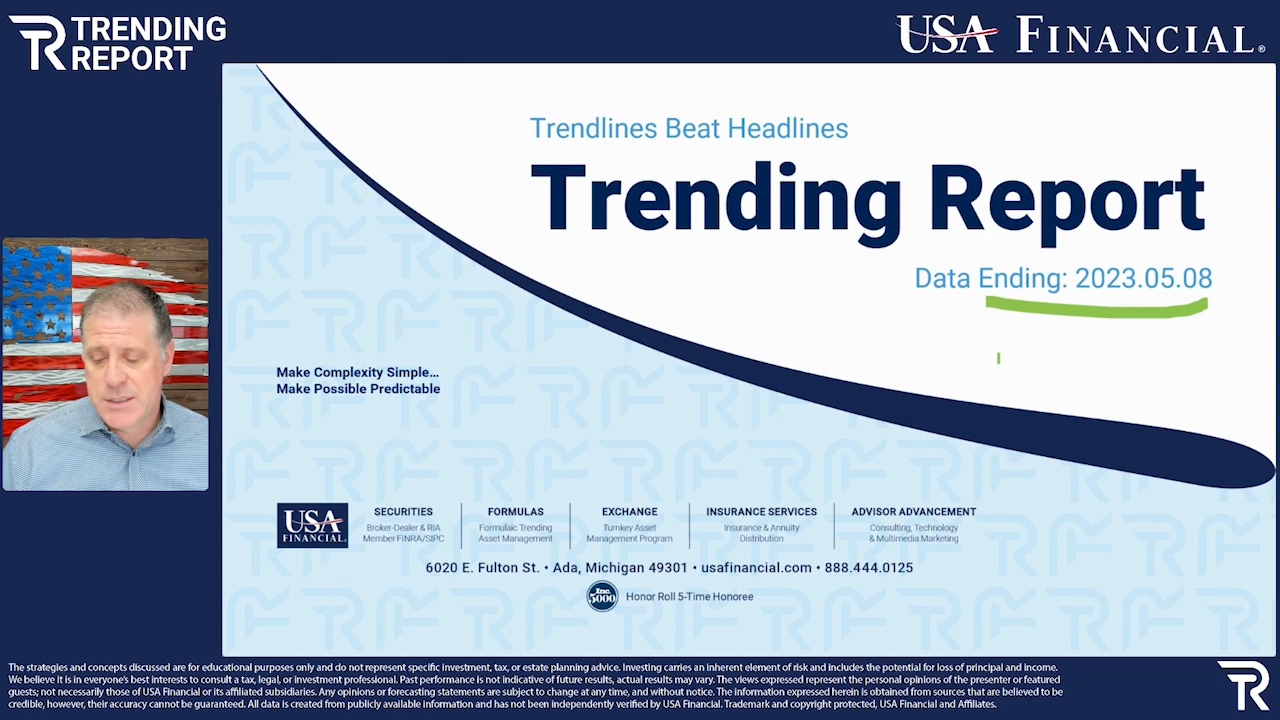 TRENDING
REPORT
USA FINANCIAL®
Trendlines Beat Headlines
Trending Report
Data Ending: 2023.05.08
Make Complexity Simple...
Make Possible Predictable
USA
FINANCIAL
SECURITIES
Broker-Dealer & RIA
Member FINRA/SIPC
FORMULAS
Formulaic Trending
Asset Management
EXCHANGE
Turnkey Asset
Management Program
INSURANCE SERVICES
Insurance & Annuity
Distribution
ADVISOR ADVANCEMENT
Consulting, Technology
& Multimedia Marketing
6020 E. Fulton St. • Ada, Michigan 49301 • usafinancial.com • 888.444.0125
Inc.
5000
Honor Roll 5-Time Honoree
The strategies and concepts discussed are for educational purposes only and do not represent specific investment, tax, or estate planning advice. Investing carries an inherent element of risk and includes the potential for loss of principal and income.
We believe it is in everyone's best interests to consult a tax, legal, or investment professional. Past performance is not indicative of future results, actual results may vary. The views expressed represent the personal opinions of the presenter or featured
guests; not necessarily those of USA Financial or its affiliated subsidiaries. Any opinions or forecasting statements are subject to change at any time, and without notice. The information expressed herein is obtained from sources that are believed to be
credible, however, their accuracy cannot be guaranteed. All data is created from publicly available information and has not been independently verified by USA Financial. Trademark and copyright protected, USA Financial and Affiliates.